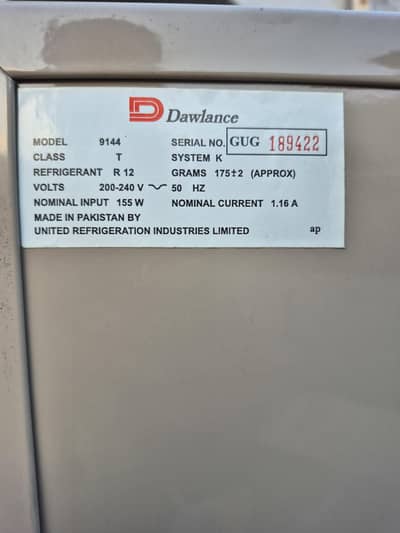 Dawlance
MODEL 9144 SERIAL NO. GUG 189422
CLASS T SYSTEM K
REFRIGERANT R 12 GRAMS 175±2 (APPROX)
VOLTS 200-240 V ~ 50 HZ
NOMINAL INPUT 155 W NOMINAL CURRENT 1.16 A
MADE IN PAKISTAN BY
UNITED REFRIGERATION INDUSTRIES LIMITED ap